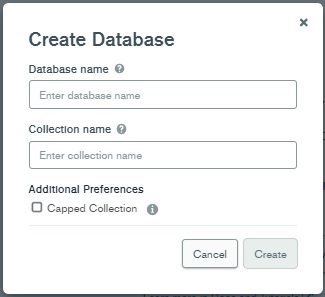 Create Database
Database name
Enter database name
Collection name
Enter collection name
Additional Preferences
Capped Collection
Cancel Create